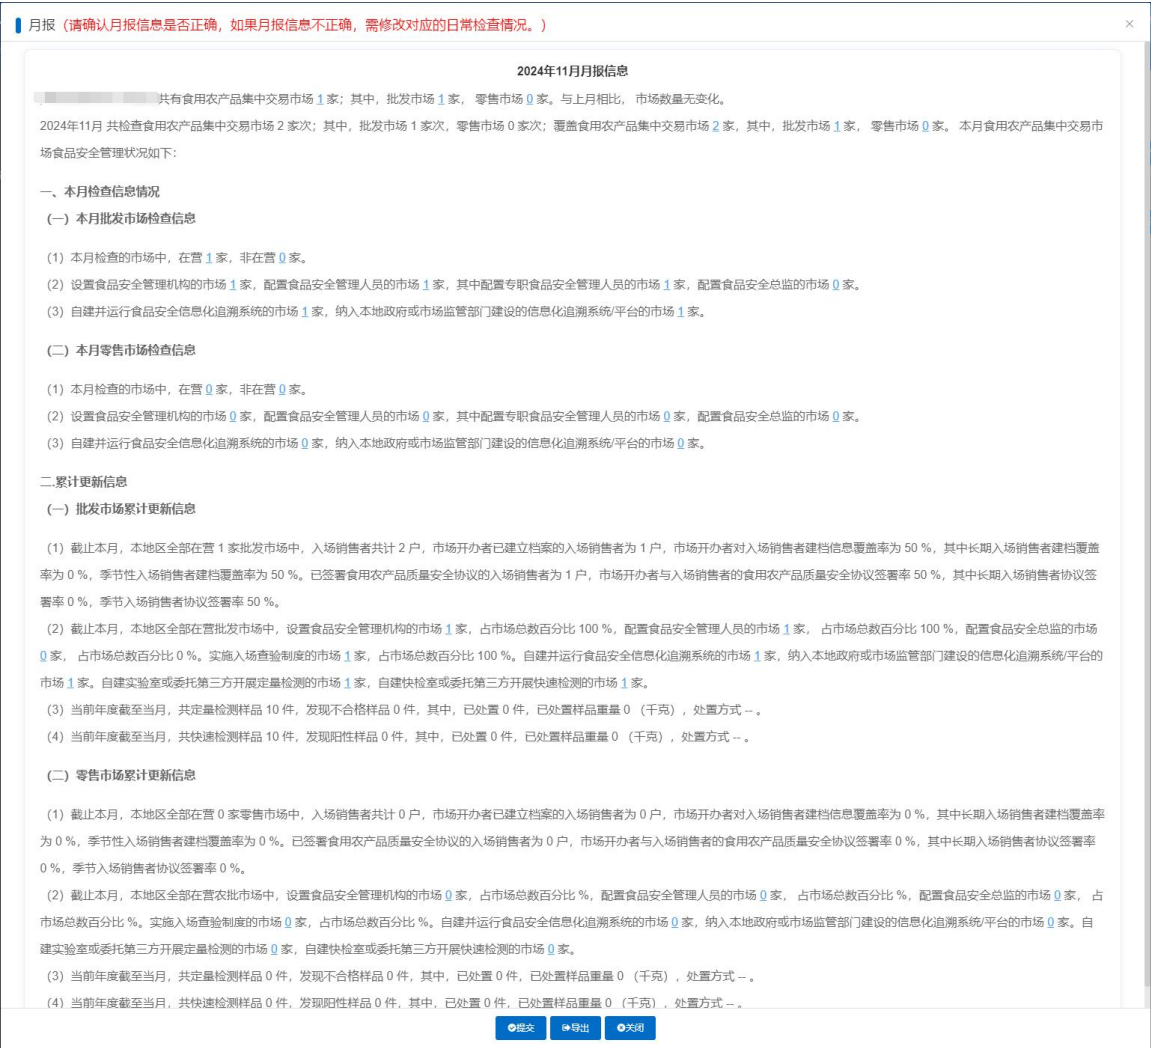 月报（请确认月报信息是否正确，如果月报信息不正确，需修改对应的日常检查情况。）
2024年11月月报信息
共有食用农产品集中交易市场 1 家；其中，批发市场 1 家， 零售市场 0 家。与上月相比， 市场数量无变化。
2024年11月 共检查食用农产品集中交易市场 2 家次；其中，批发市场 1 家次，零售市场 0 家次；覆盖食用农产品集中交易市场 2 家，其中，批发市场 1 家， 零售市场 0 家。 本月食用农产品集中交易市
场食品安全管理状况如下：
一、本月检查信息情况
（一）本月批发市场检查信息
（1）本月检查的市场中，在营 1 家，非在营 0 家。
（2）设置食品安全管理机构的市场 1 家，配置食品安全管理人员的市场 1 家，其中配置专职食品安全管理人员的市场 1 家，配置食品安全总监的市场 0 家。
（3）自建并运行食品安全信息化追溯系统的市场 1 家，纳入本地政府或市场监管部门建设的信息化追溯系统/平台的市场 1 家。
（二）本月零售市场检查信息
（1）本月检查的市场中，在营 0 家，非在营 0 家。
（2）设置食品安全管理机构的市场 0 家，配置食品安全管理人员的市场 0 家，其中配置专职食品安全管理人员的市场 0 家，配置食品安全总监的市场 0 家。
（3）自建并运行食品安全信息化追溯系统的市场 0 家，纳入本地政府或市场监管部门建设的信息化追溯系统/平台的市场 0 家。
二.累计更新信息
（一）批发市场累计更新信息
（1）截止本月，本地区全部在营 1 家批发市场中，入场销售者共计 2 户，市场开办者已建立档案的入场销售者为 1 户，市场开办者对入场销售者建档信息覆盖率为 50 %，其中长期入场销售者建档覆盖
率为 0 %，季节性入场销售者建档覆盖率为 50 %。已签署食用农产品质量安全协议的入场销售者为 1 户，市场开办者与入场销售者的食用农产品质量安全协议签署率 50 %，其中长期入场销售者协议签
署率 0 %，季节入场销售者协议签署率 50 %。
（2）截止本月，本地区全部在营批发市场中，设置食品安全管理机构的市场 1 家，占市场总数百分比 100 %，配置食品安全管理人员的市场 1 家， 占市场总数百分比 100 %，配置食品安全总监的市场
0 家， 占市场总数百分比 0 %。实施入场查验制度的市场 1 家，占市场总数百分比 100 %。自建并运行食品安全信息化追溯系统的市场 1 家，纳入本地政府或市场监管部门建设的信息化追溯系统/平台的
市场 1 家。自建实验室或委托第三方开展定量检测的市场 1 家，自建快检室或委托第三方开展快速检测的市场 1 家。
（3）当前年度截至当月，共定量检测样品 10 件，发现不合格样品 0 件，其中，已处置 0 件，已处置样品重量 0 （千克），处置方式 -- 。
（4）当前年度截至当月，共快速检测样品 10 件，发现阳性样品 0 件，其中，已处置 0 件，已处置样品重量 0 （千克），处置方式 -- 。
（二）零售市场累计更新信息
（1）截止本月，本地区全部在营 0 家零售市场中，入场销售者共计 0 户，市场开办者已建立档案的入场销售者为 0 户，市场开办者对入场销售者建档信息覆盖率为 0 %，其中长期入场销售者建档覆盖率
为 0 %，季节性入场销售者建档覆盖率为 0 %。已签署食用农产品质量安全协议的入场销售者为 0 户，市场开办者与入场销售者的食用农产品质量安全协议签署率 0 %，其中长期入场销售者协议签署率
0 %，季节入场销售者协议签署率 0 %。
（2）截止本月，本地区全部在营农批市场中，设置食品安全管理机构的市场 0 家，占市场总数百分比 %，配置食品安全管理人员的市场 0 家， 占市场总数百分比 %，配置食品安全总监的市场 0 家， 占
市场总数百分比 %。实施入场查验制度的市场 0 家，占市场总数百分比 %。自建并运行食品安全信息化追溯系统的市场 0 家，纳入本地政府或市场监管部门建设的信息化追溯系统/平台的市场 0 家。自
建实验室或委托第三方开展定量检测的市场 0 家，自建快检室或委托第三方开展快速检测的市场 0 家。
（3）当前年度截至当月，共定量检测样品 0 件，发现不合格样品 0 件，其中，已处置 0 件，已处置样品重量 0 （千克），处置方式 -- 。
（4）当前年度截至当月，共快速检测样品 0 件，发现阳性样品 0 件，其中，已处置 0 件，已处置样品重量 0 （千克），处置方式 -- 。
提交 导出 关闭